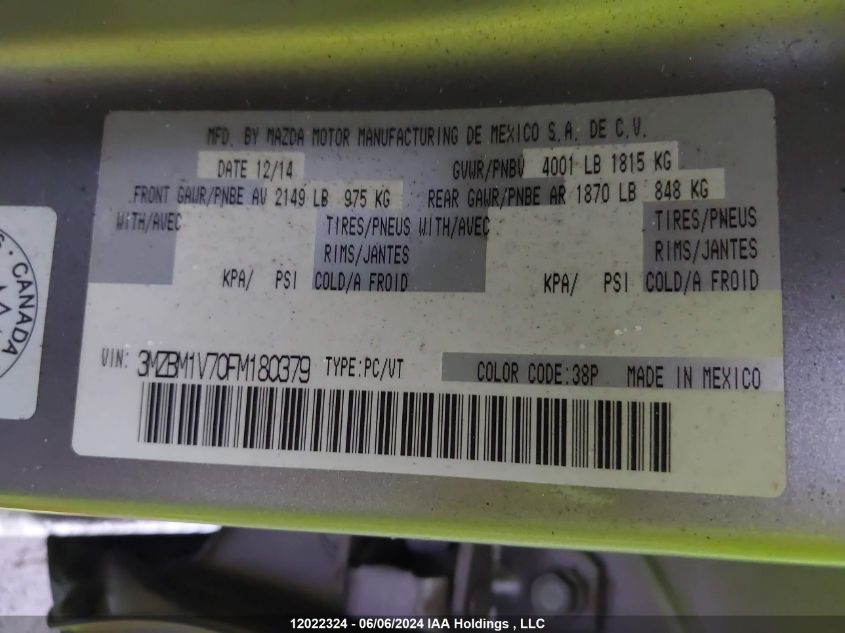 MFD. BY MAZDA MOTOR MANUFACTURING DE MEXICO S.A. DE C.V.
DATE 12/14 GVWR/PNBV 4001 LB 1815 KG
FRONT GAWR/PNBE AV 2149 LB 975 KG REAR GAWR/PNBE AR 1870 LB 848 KG
WITH/AVEC TIRES/PNEUS WITH/AVEC TIRES/PNEUS
RIMS/JANTES RIMS/JANTES
KPA/ PSI COLD/A FROID KPA/ PSI COLD/A FROID
CANADA
VIN: 3MZBM1V70FM180379 TYPE:PC/VT COLOR CODE:38P MADE IN MEXICO
12022324 - 06/06/2024 IAA Holdings , LLC